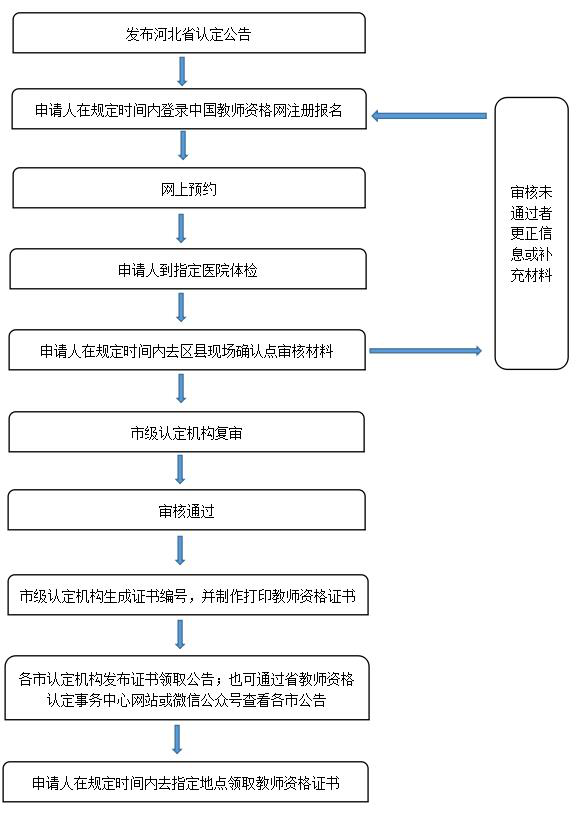 发布河北省认定公告
申请人在规定时间内登录中国教师资格网注册报名
网上预约
申请人到指定医院体检
申请人在规定时间内去区县现场确认点审核材料
审核未
通过者
更正信
息或补
充材料
市级认定机构复审
审核通过
市级认定机构生成证书编号，并制作打印教师资格证书
各市认定机构发布证书领取公告；也可通过省教师资格
认定事务中心网站或微信公众号查看各市公告
申请人在规定时间内去指定地点领取教师资格证书